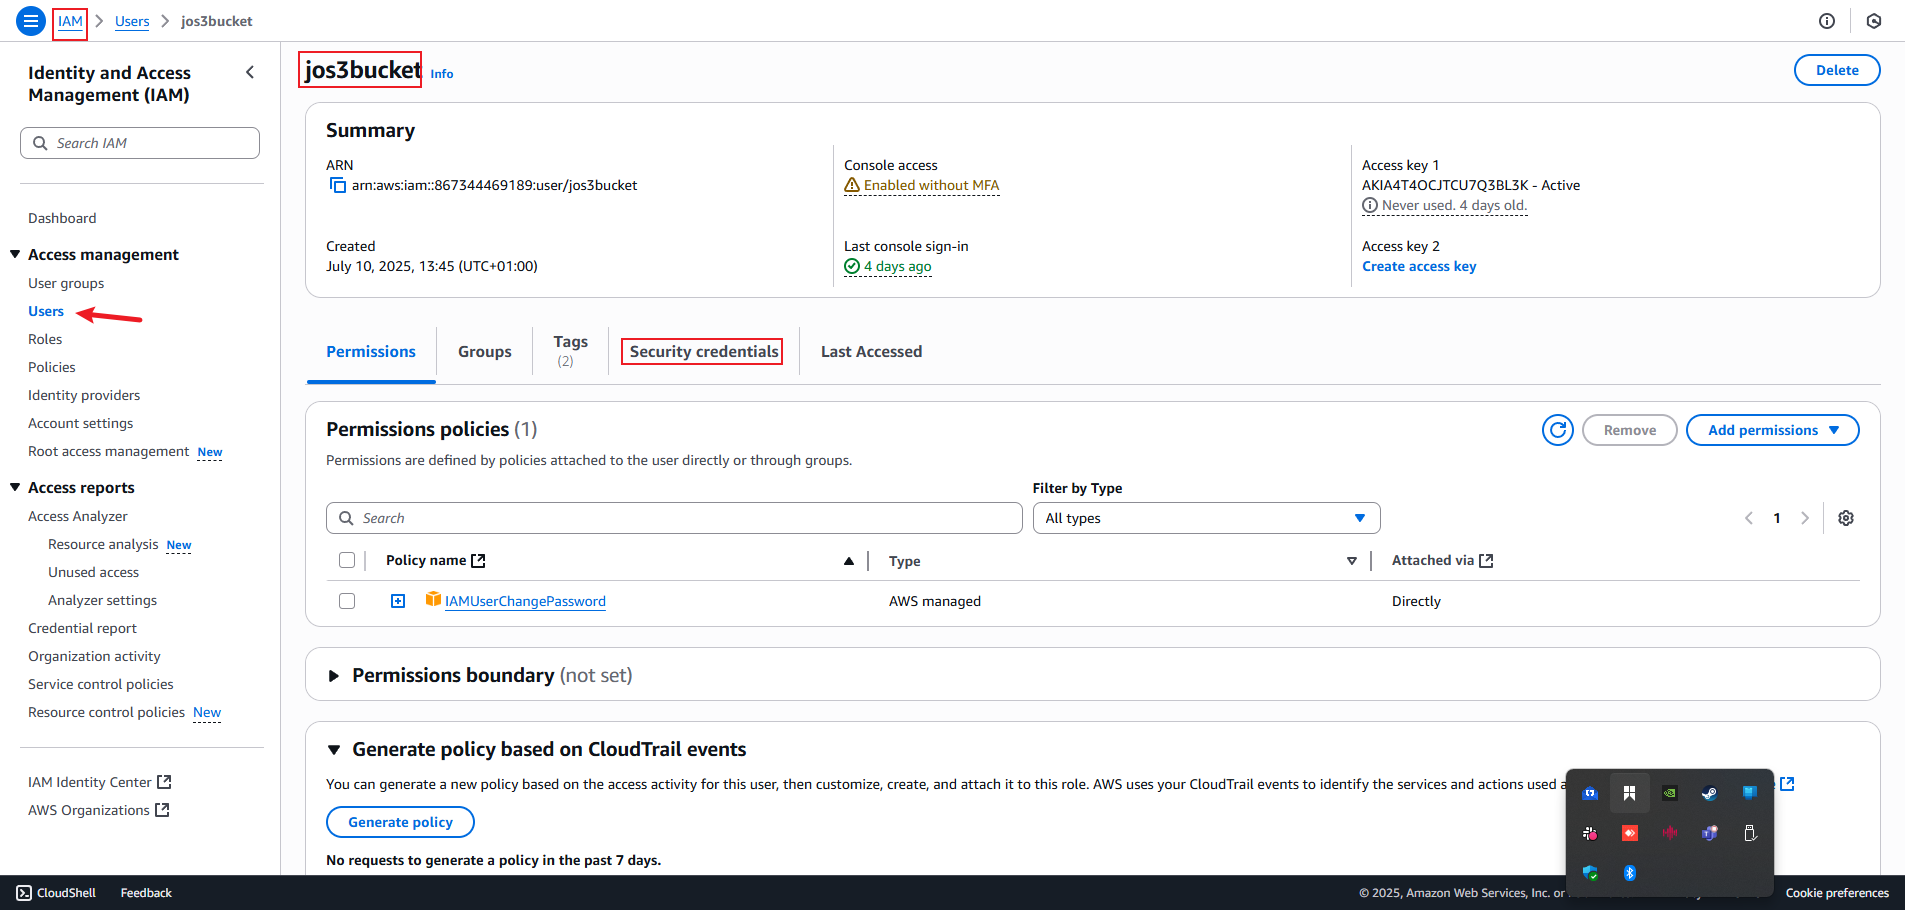 IAM > Users > jos3bucket
Identity and Access Management (IAM)
Search IAM
Dashboard
Access management
User groups
Users
Roles
Policies
Identity providers
Account settings
Root access management New
Access reports
Access Analyzer
Resource analysis New
Unused access
Analyzer settings
Credential report
Organization activity
Service control policies
Resource control policies New
IAM Identity Center
AWS Organizations
jos3bucket Info
Delete
Summary
ARN
arn:aws:iam::867344469189:user/jos3bucket
Created
July 10, 2025, 13:45 (UTC+01:00)
Console access
Enabled without MFA
Last console sign-in
4 days ago
Access key 1
AKIA4T4OCJTCU7Q3BL3K - Active
Never used. 4 days old.
Access key 2
Create access key
Permissions
Groups
Tags
(2)
Security credentials
Last Accessed
Permissions policies (1)
Remove
Add permissions
Permissions are defined by policies attached to the user directly or through groups.
Filter by Type
Search
All types
1
Policy name
Type
Attached via
IAMUserChangePassword
AWS managed
Directly
Permissions boundary (not set)
Generate policy based on CloudTrail events
You can generate a new policy based on the access activity for this user, then customize, create, and attach it to this role. AWS uses your CloudTrail events to identify the services and actions used
Generate policy
No requests to generate a policy in the past 7 days.
CloudShell
Feedback
© 2025, Amazon Web Services, Inc. or
Cookie preferences